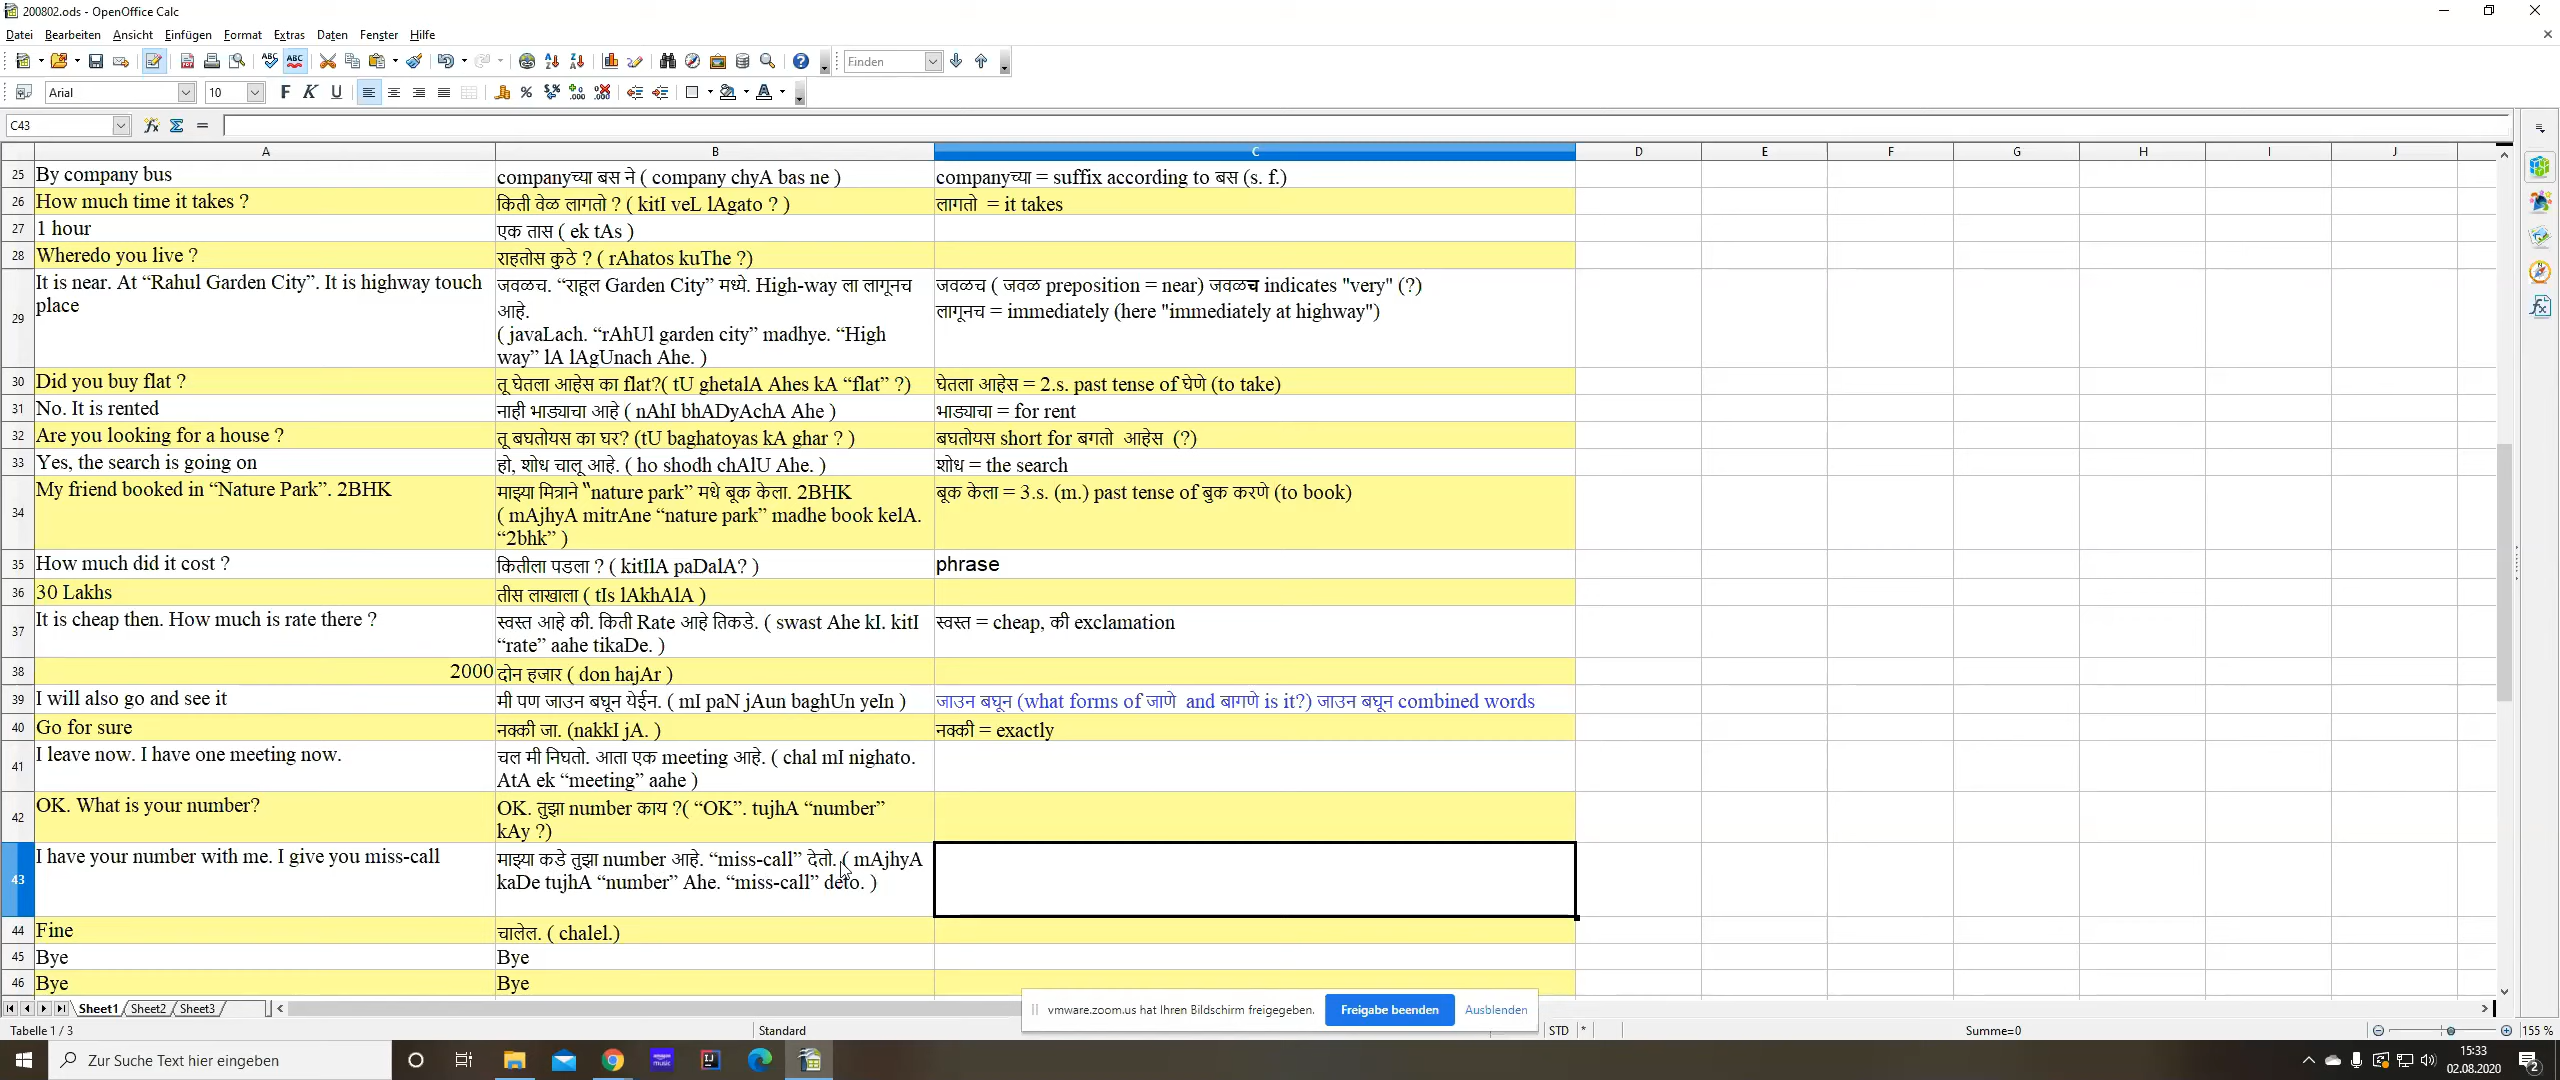 200802.ods - OpenOffice Calc
Datei Bearbeiten Ansicht Einfügen Format Extras Daten Fenster Hilfe
Finden
Arial 10
C43
A B C D E F G H I J
25 By company bus companyच्या बस ने ( company chyA bas ne ) companyच्या = suffix according to बस (s. f.)
26 How much time it takes ? किती वेळ लागतो ? ( kitI veL lAgato ? ) लागतो = it takes
27 1 hour एक तास ( ek tAs )
28 Wheredo you live ? राहतोस कुठे ? ( rAhatos kuThe ?)
29 It is near. At “Rahul Garden City”. It is highway touch
place
जवळच. “राहूल Garden City” मध्ये. High-way ला लागूनच
आहे.
( javaLach. “rAhUl garden city” madhye. “High
way” lA lAgUnach Ahe. )
जवळच ( जवळ preposition = near) जवळच indicates "very" (?)
लागूनच = immediately (here "immediately at highway")
30 Did you buy flat ? तू घेतला आहेस का flat?( tU ghetalA Ahes kA “flat” ?) घेतला आहेस = 2.s. past tense of घेणे (to take)
31 No. It is rented नाही भाड्याचा आहे ( nAhI bhADyAchA Ahe ) भाड्याचा = for rent
32 Are you looking for a house ? तू बघतोयस का घर? (tU baghatoyas kA ghar ? ) बघतोयस short for बगतो आहेस (?)
33 Yes, the search is going on हो, शोध चालू आहे. ( ho shodh chAlU Ahe. ) शोध = the search
34 My friend booked in “Nature Park”. 2BHK माझ्या मित्राने “nature park” मधे बूक केला. 2BHK
( mAjhyA mitrAne “nature park” madhe book kelA.
“2bhk” )
बूक केला = 3.s. (m.) past tense of बुक करणे (to book)
35 How much did it cost ? कितीला पडला ? ( kitIlA paDalA? ) phrase
36 30 Lakhs तीस लाखाला ( tIs lAkhAlA )
37 It is cheap then. How much is rate there ? स्वस्त आहे की. किती Rate आहे तिकडे. ( swast Ahe kI. kitI
“rate” aahe tikaDe. )
स्वस्त = cheap, की exclamation
38 2000 दोन हजार ( don hajAr )
39 I will also go and see it मी पण जाउन बघून येईन. ( mI paN jAun baghUn yeIn ) जाउन बघून (what forms of जाणे and बागणे is it?) जाउन बघून combined words
40 Go for sure नक्की जा. (nakkI jA. ) नक्की = exactly
41 I leave now. I have one meeting now. चल मी निघतो. आता एक meeting आहे. ( chal mI nighato.
AtA ek “meeting” aahe )
42 OK. What is your number? OK. तुझा number काय ?( “OK”. tujhA “number”
kAy ?)
43 I have your number with me. I give you miss-call माझ्या कडे तुझा number आहे. “miss-call” देतो. ( mAjhyA
kaDe tujhA “number” Ahe. “miss-call” deto. )
44 Fine चालेल. ( chalel.)
45 Bye Bye
46 Bye Bye
Sheet1 Sheet2 Sheet3
vmware.zoom.us hat Ihren Bildschirm freigegeben. Freigabe beenden Ausblenden
Tabelle 1 / 3 Standard STD * Summe=0 155 %
Zur Suche Text hier eingeben
15:33
02.08.2020
2